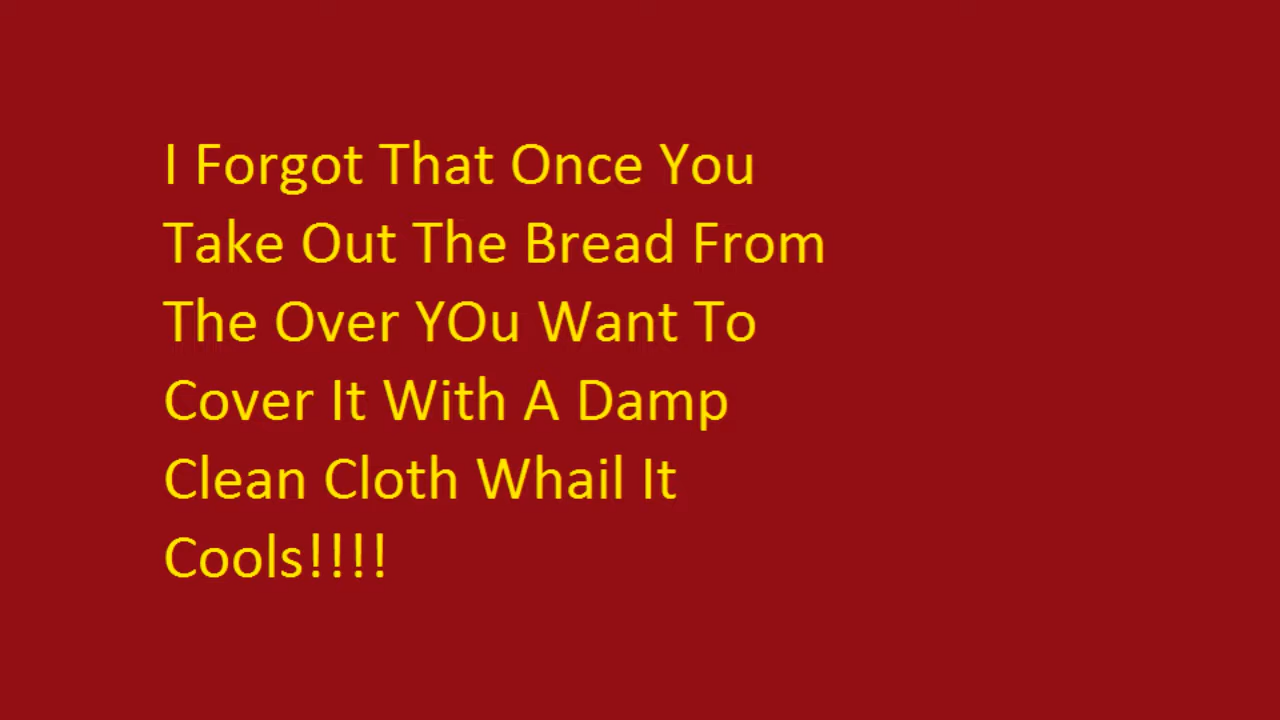 I Forgot That Once You
Take Out The Bread From
The Over YOu Want To
Cover It With A Damp
Clean Cloth Whail It
Cools!!!!